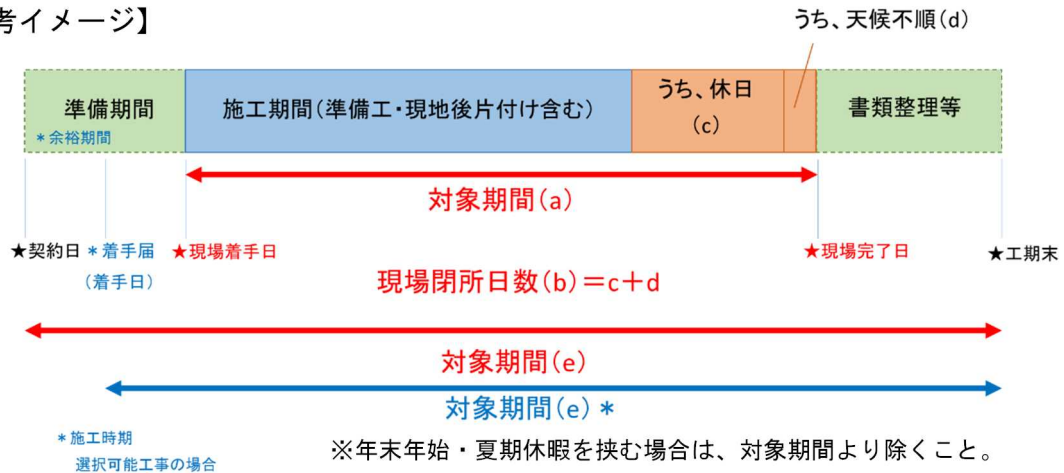 考イメージ】
うち、天候不順(d)
準備期間
*余裕期間
施工期間(準備工・現地後片付け含む)
うち、休日
(c)
書類整理等
対象期間(a)
★契約日
*着手届
(着手日)
★現場着手日
★現場完了日
★工期末
現場閉所日数(b)=c+d
対象期間(e)
対象期間(e)*
*施工時期
選択可能工事の場合
※年末年始・夏期休暇を挟む場合は、対象期間より除くこと。